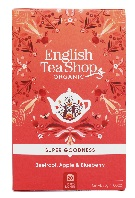 English
Tea Shop
ORGANIC
SUPER GOODNESS
Beetroot, Apple & Blueberry